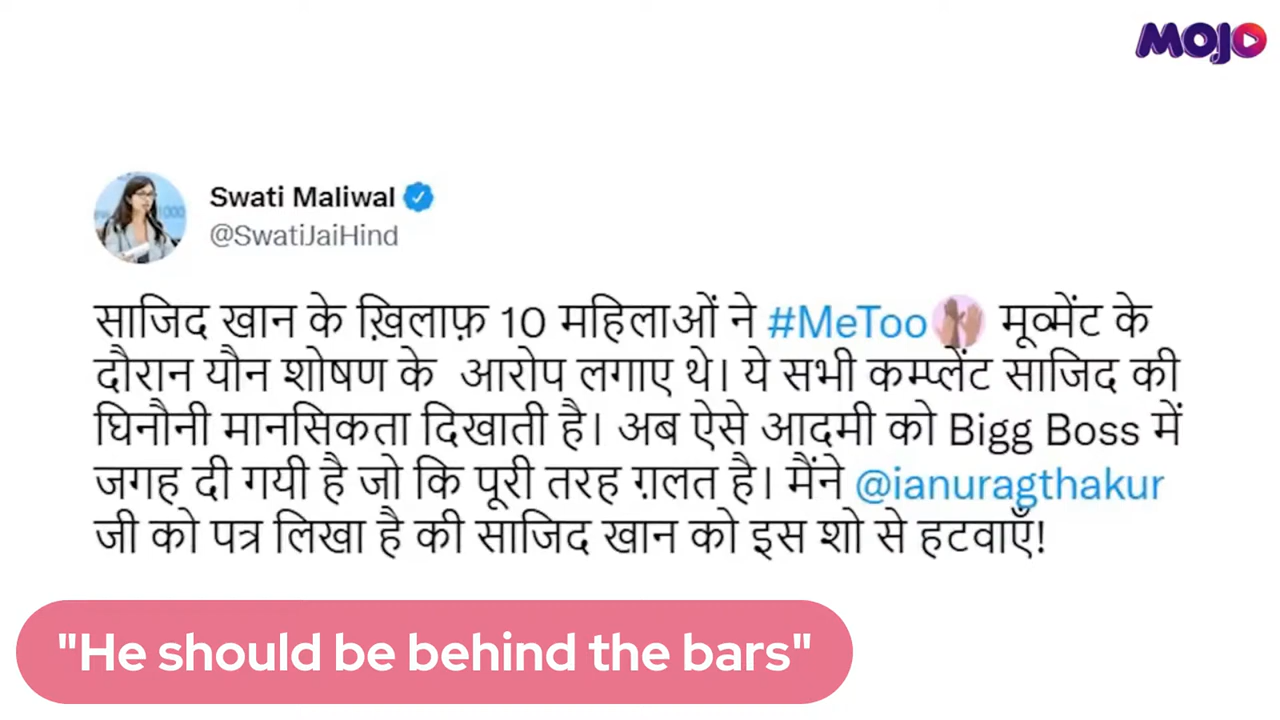 MOJO
Swati Maliwal
@SwatiJaiHind
साजिद खान के ख़िलाफ़ 10 महिलाओं ने #MeToo मूव्मेंट के
दौरान यौन शोषण के आरोप लगाए थे। ये सभी कम्प्लेंट साजिद की
घिनौनी मानसिकता दिखाती है। अब ऐसे आदमी को Bigg Boss में
जगह दी गयी है जो कि पूरी तरह ग़लत है। मैंने @ianuragthakur
जी को पत्र लिखा है की साजिद खान को इस शो से हटवाएँ!
"He should be behind the bars"